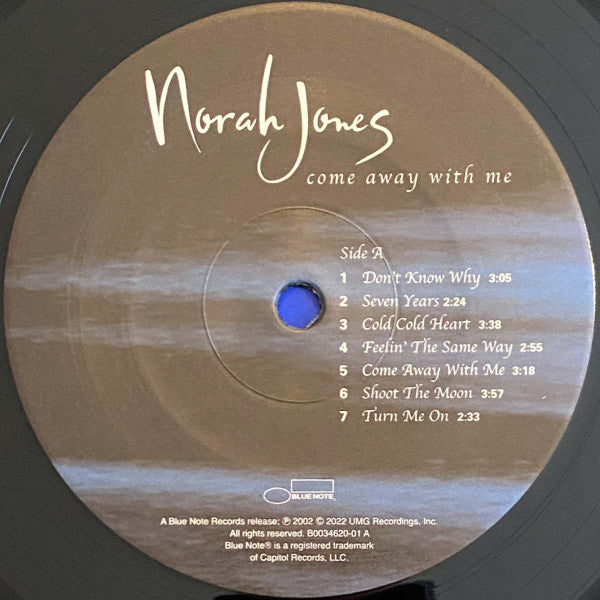 Norah Jones
come away with me
Side A
1 Don't Know Why 3:05
2 Seven Years 2:24
3 Cold Cold Heart 3:38
4 Feelin' The Same Way 2:55
5 Come Away With Me 3:18
6 Shoot The Moon 3:57
7 Turn Me On 2:33
BLUE NOTE
A Blue Note Records release; ℗ 2002 © 2022 UMG Recordings, Inc.
All rights reserved. B0034620-01 A
Blue Note® is a registered trademark
of Capitol Records, LLC.